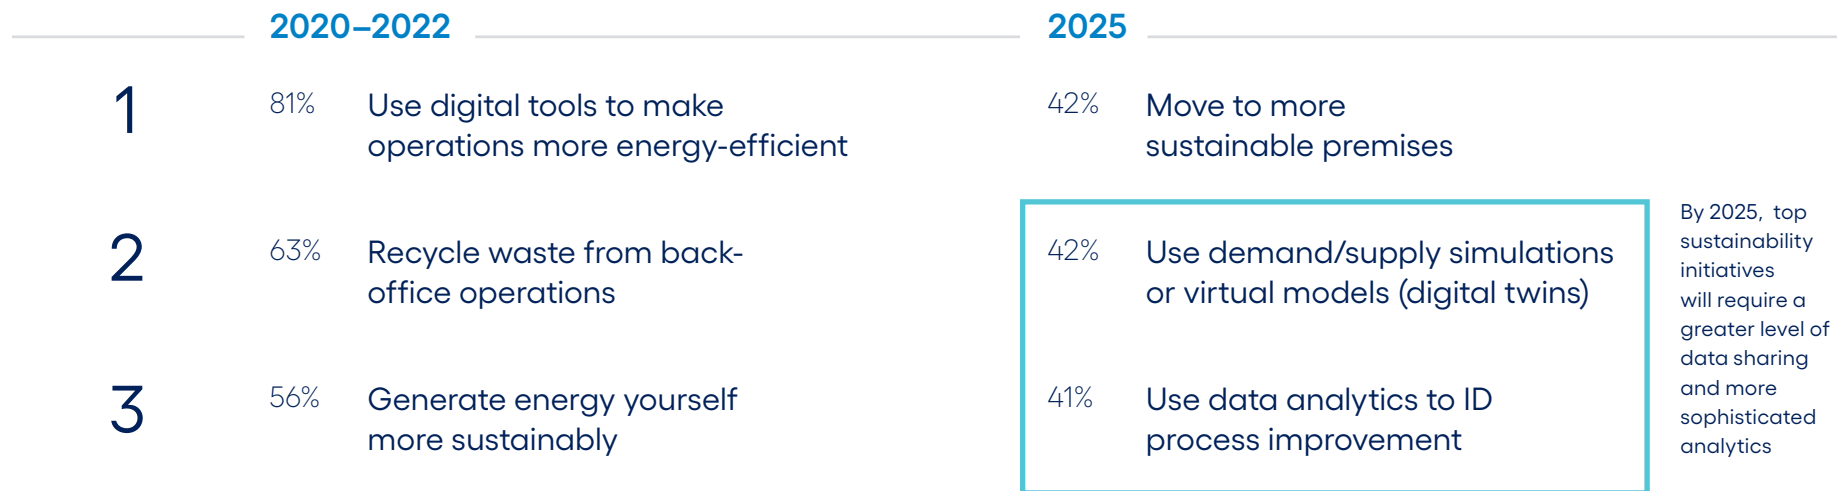 2020–2022
2025
1
81%
Use digital tools to make
operations more energy-efficient
42%
Move to more
sustainable premises
2
63%
Recycle waste from back-
office operations
42%
Use demand/supply simulations
or virtual models (digital twins)
3
56%
Generate energy yourself
more sustainably
41%
Use data analytics to ID
process improvement
By 2025, top
sustainability
initiatives
will require a
greater level of
data sharing
and more
sophisticated
analytics